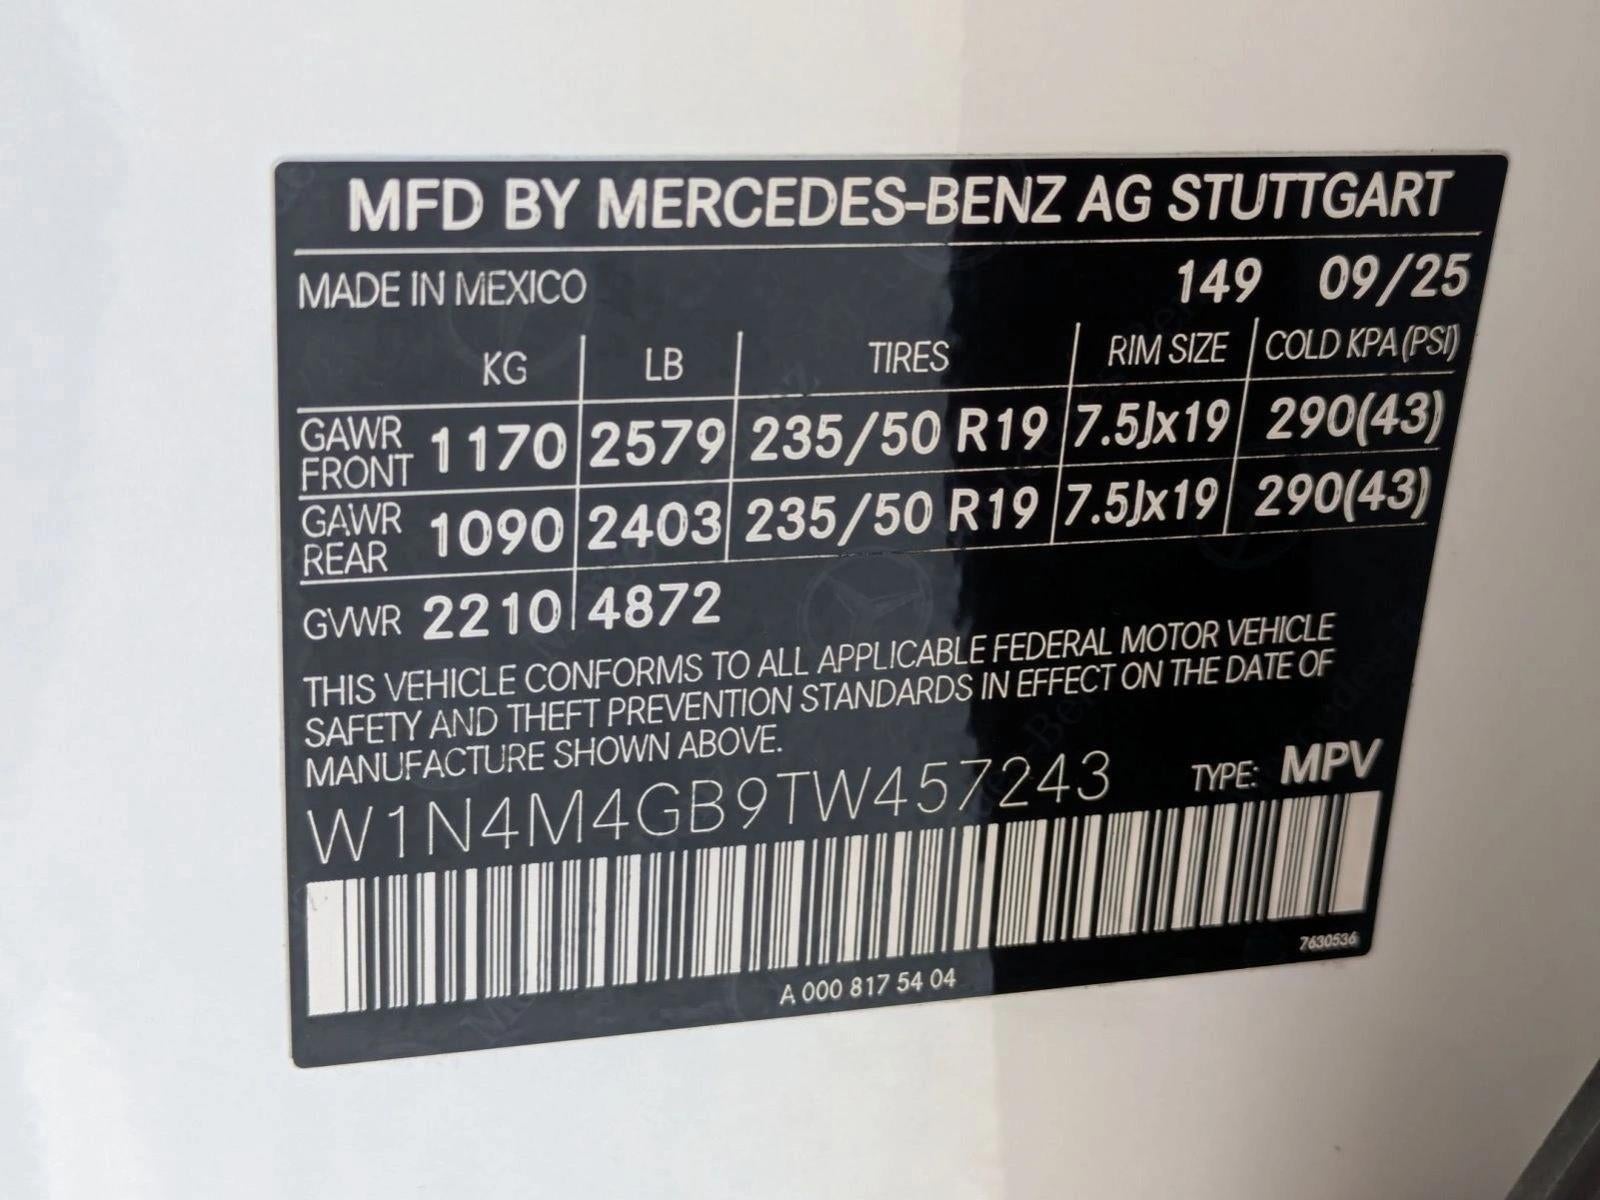 MFD BY MERCEDES-BENZ AG STUTTGART
MADE IN MEXICO 149 09/25
KG LB TIRES RIM SIZE COLD KPA (PSI)
GAWR FRONT 1170 2579 235/50 R19 7.5Jx19 290(43)
GAWR REAR 1090 2403 235/50 R19 7.5Jx19 290(43)
GVWR 2210 4872
THIS VEHICLE CONFORMS TO ALL APPLICABLE FEDERAL MOTOR VEHICLE
SAFETY AND THEFT PREVENTION STANDARDS IN EFFECT ON THE DATE OF
MANUFACTURE SHOWN ABOVE.
W1N4M4GB9TW457243 TYPE: MPV
7630536
A 000 817 54 04